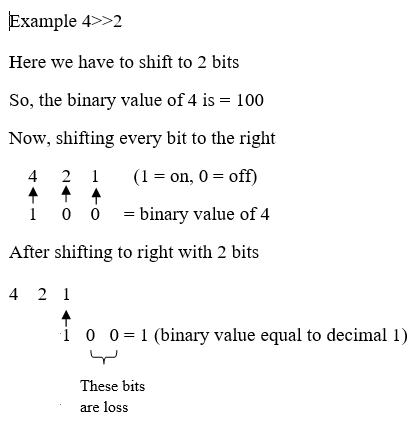 Example 4>>2
Here we have to shift to 2 bits
So, the binary value of 4 is = 100
Now, shifting every bit to the right
4 2 1 (1 = on, 0 = off)
1 0 0 = binary value of 4
After shifting to right with 2 bits
4 2 1
1 0 0 = 1 (binary value equal to decimal 1)
These bits
are loss